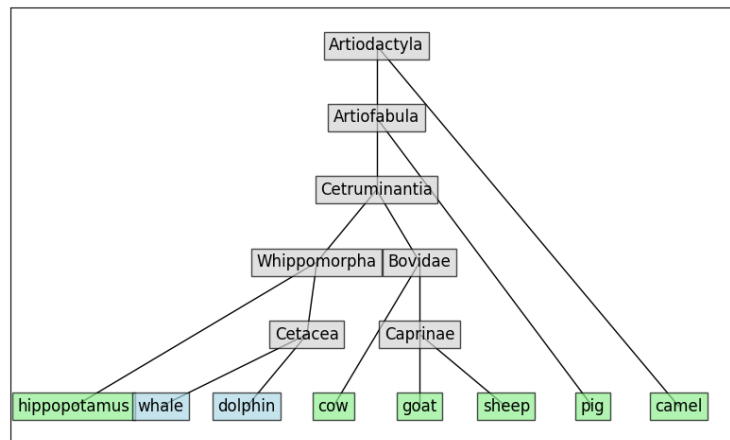 Artiodactyla
Artiofabula
Cetruminantia
Whippomorpha
Bovidae
Cetacea
Caprinae
hippopotamus
whale
dolphin
cow
goat
sheep
pig
camel